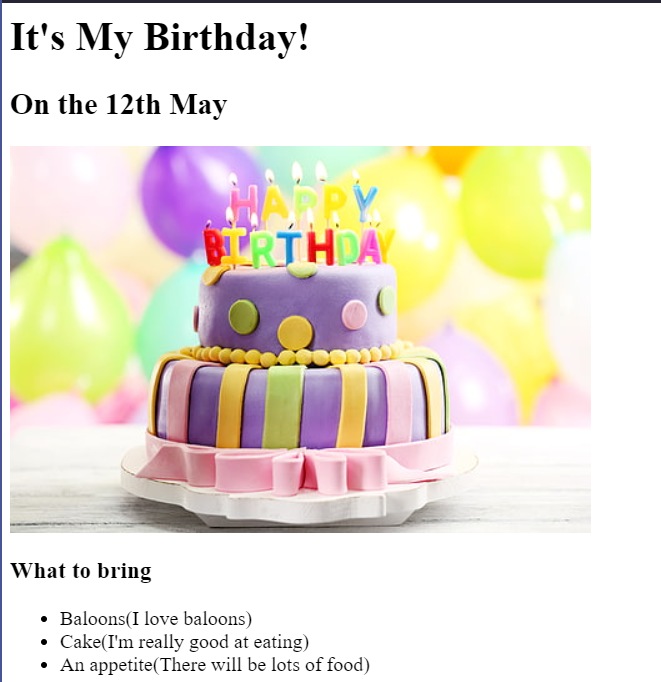 It's My Birthday!
On the 12th May
HAPPY
BIRTHDAY
What to bring
Baloons(I love baloons)
Cake(I'm really good at eating)
An appetite(There will be lots of food)